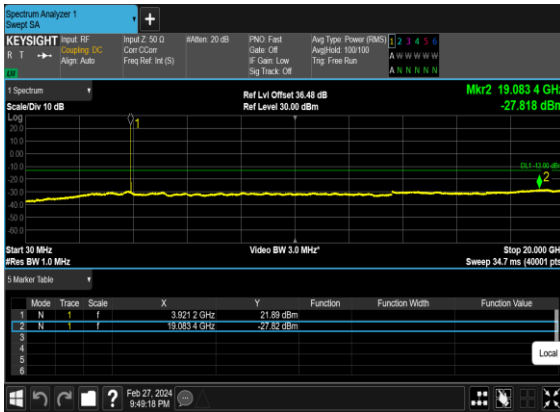 Spectrum Analyzer 1
Swept SA
+
KEYSIGHT Input: RF Input Z: 50 Ω #Atten: 20 dB PNO: Fast Avg Type: Power (RMS) 1 2 3 4 5 6
R T Coupling: DC Corr CCorr Gate: Off Avg|Hold: 100/100 A W W W W W
Align: Auto Freq Ref: Int (S) IF Gain: Low Trig: Free Run
Sig Track: Off A N N N N N
1 Spectrum
Ref Lvl Offset 36.48 dB Mkr2 19.083 4 GHz
Scale/Div 10 dB Ref Level 30.00 dBm -27.818 dBm
Log
20.0
10.0
0.00
-10.0
-20.0
-30.0
-40.0
-50.0
-60.0
1
DL1 -13.00 dBm
2
Start 30 MHz Video BW 3.0 MHz* Stop 20.000 GH
#Res BW 1.0 MHz Sweep 34.7 ms (40001 pts
5 Marker Table
Mode Trace Scale X Y Function Function Width Function Value
1 N 1 f 3.921 2 GHz 21.89 dBm
2 N 1 f 19.083 4 GHz -27.82 dBm
3
4
5
6
Local
?
Feb 27, 2024
9:49:18 PM